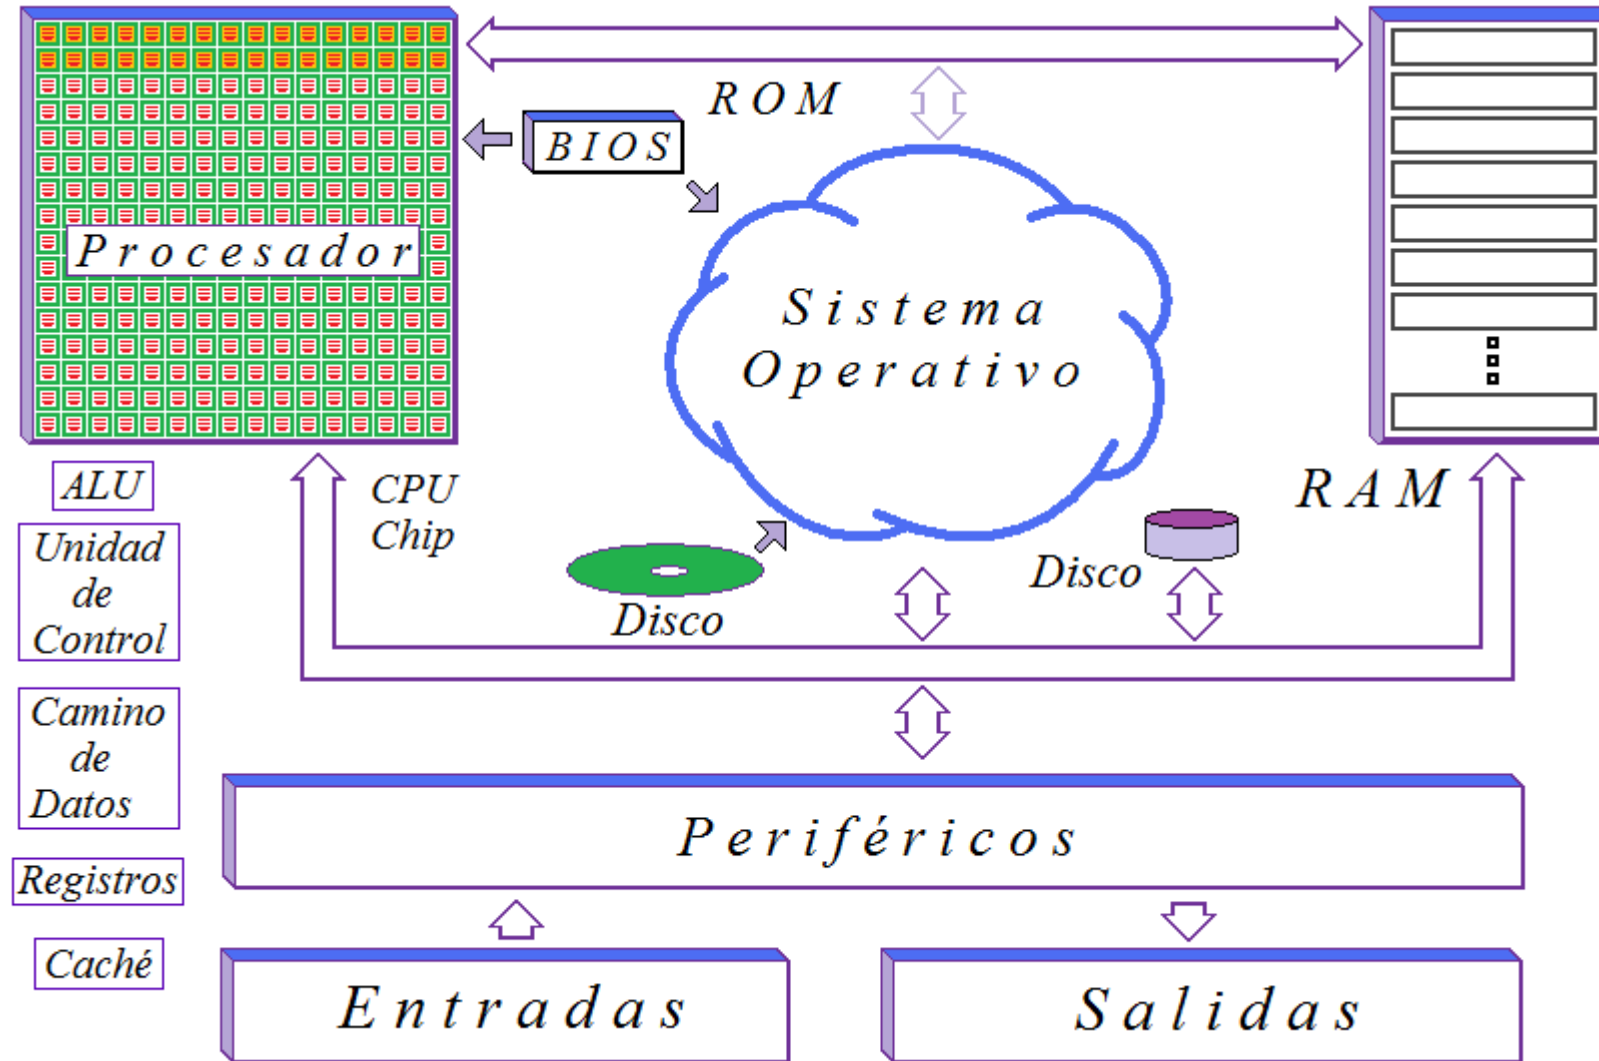 ROM
BIOS
Procesador
Sistema
Operativo
ALU
CPU
Chip
RAM
Unidad
de
Control
Disco
Disco
Camino
de
Datos
Periféricos
Registros
Caché
Entradas
Salidas